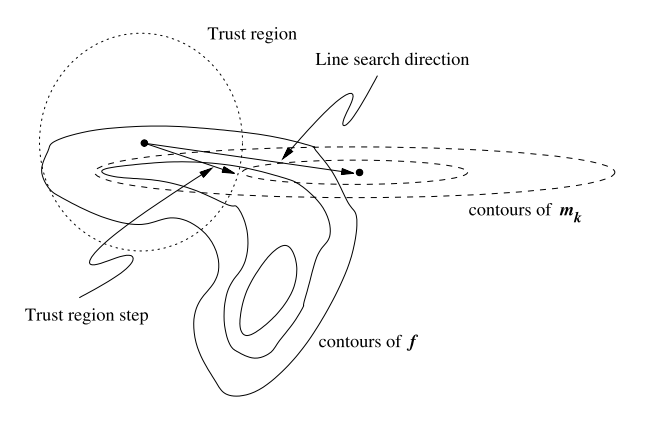 Trust region
Line search direction
contours of m_k
Trust region step
contours of f